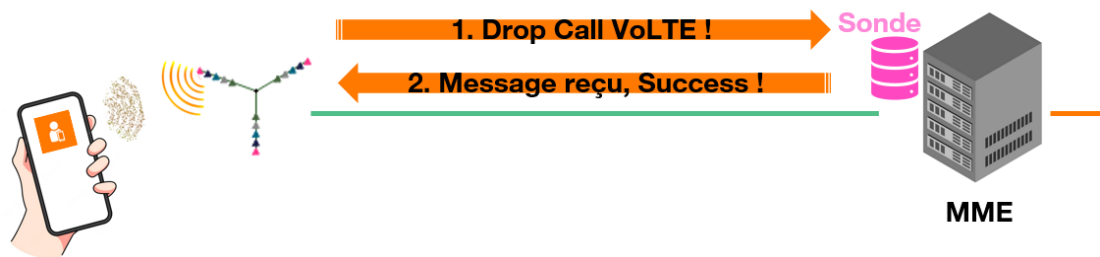 1. Drop Call VoLTE !
Sonde
2. Message reçu, Success !
MME